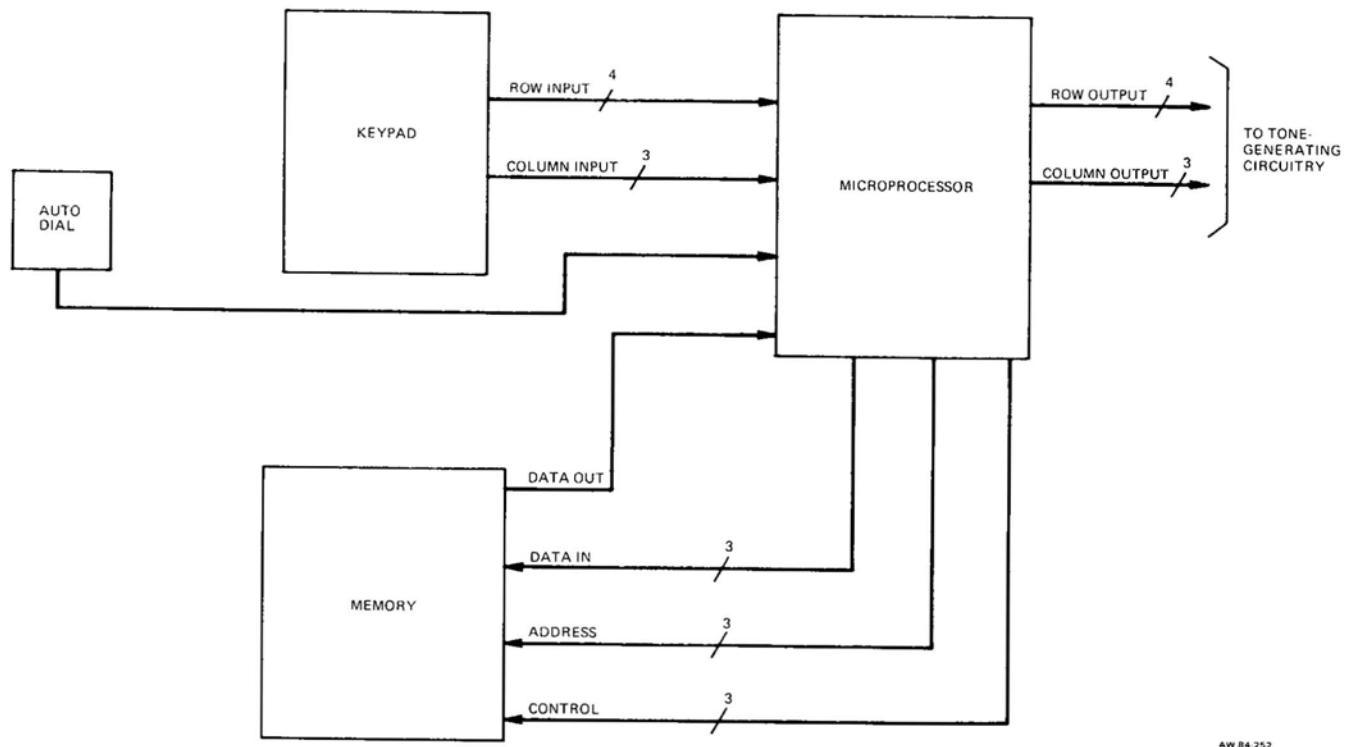 4
ROW INPUT
KEYPAD
3
COLUMN INPUT
AUTO
DIAL
MICROPROCESSOR
4
ROW OUTPUT
3
COLUMN OUTPUT
TO TONE-
GENERATING
CIRCUITRY
DATA OUT
3
DATA IN
MEMORY
3
ADDRESS
3
CONTROL
AW 84 252